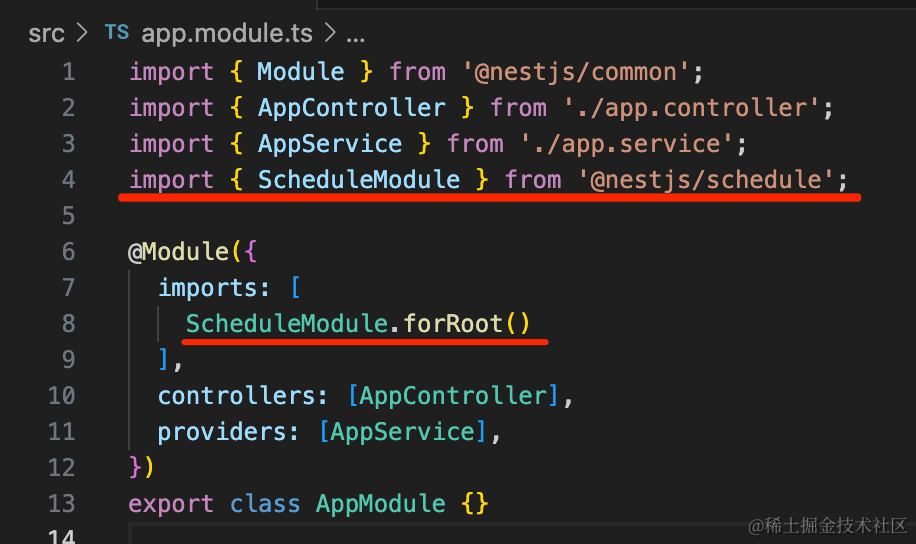 src > TS app.module.ts > ...
1 import { Module } from '@nestjs/common';
2 import { AppController } from './app.controller';
3 import { AppService } from './app.service';
4 import { ScheduleModule } from '@nestjs/schedule';
5
6 @Module({
7   imports: [
8     ScheduleModule.forRoot()
9   ],
10   controllers: [AppController],
11   providers: [AppService],
12 })
13 export class AppModule {}
14
@稀土掘金技术社区